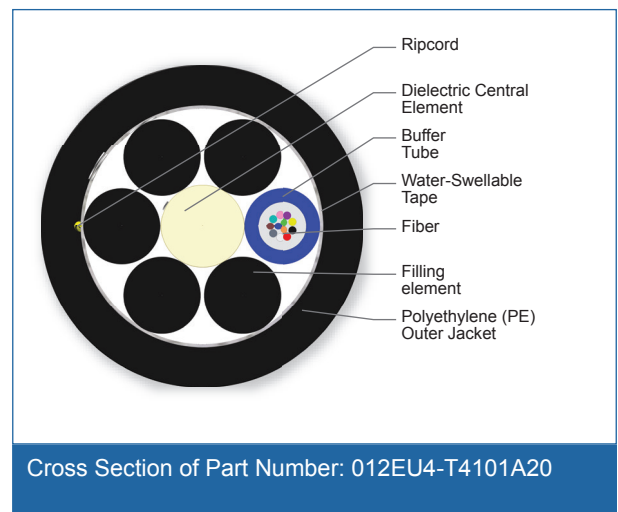 Ripcord
Dielectric Central
Element
Buffer
Tube
Water-Swellable
Tape
Fiber
Filling
element
Polyethylene (PE)
Outer Jacket
Cross Section of Part Number: 012EU4-T4101A20